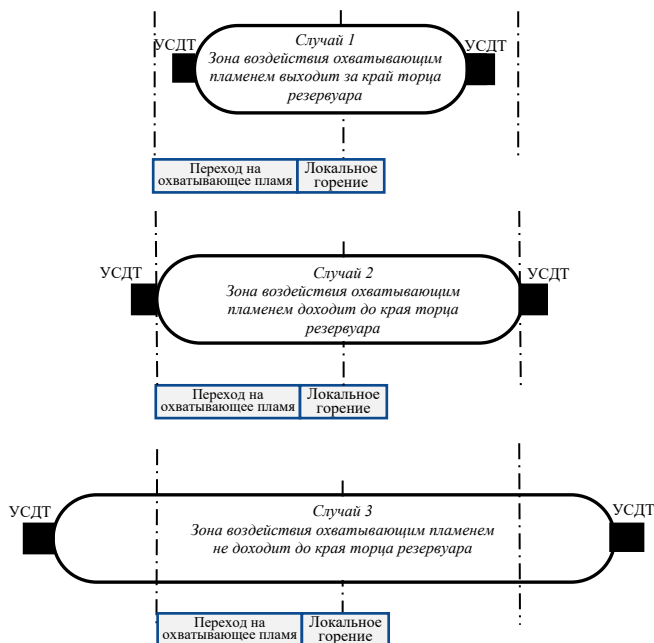 Случай 1
УСДТ
УСДТ
Зона воздействия охватывающим
пламенем выходит за край торца
резервуара
Переход на
охватывающее пламя
Локальное
горение
УСДТ
Случай 2
УСДТ
Зона воздействия охватывающим
пламенем доходит до края торца
резервуара
Переход на
охватывающее пламя
Локальное
горение
УСДТ
Случай 3
УСДТ
Зона воздействия охватывающим пламенем
не доходит до края торца резервуара
Переход на
охватывающее пламя
Локальное
горение